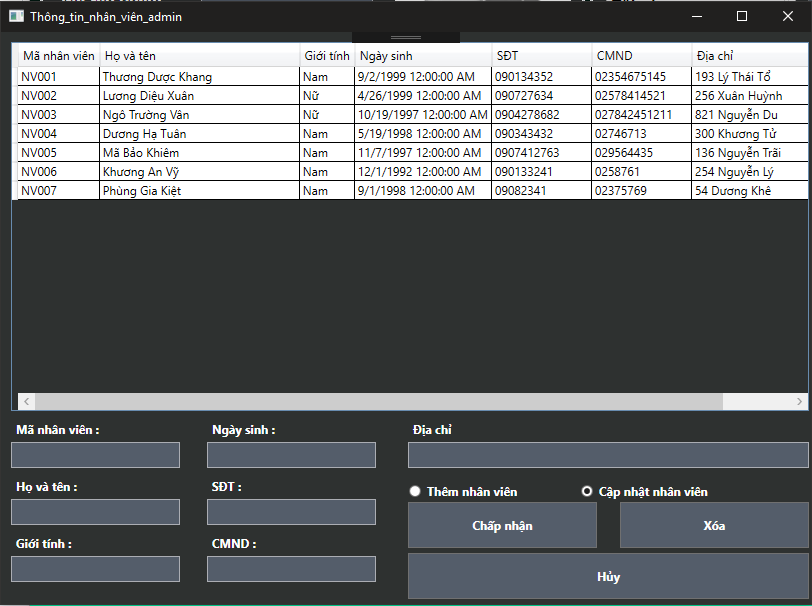 Thông_tin_nhân_viên_admin
Mã nhân viên Họ và tên Giới tính Ngày sinh SĐT CMND Địa chỉ
NV001 Thương Dược Khang Nam 9/2/1999 12:00:00 AM 090134352 02354675145 193 Lý Thái Tổ
NV002 Lương Diệu Xuân Nữ 4/26/1999 12:00:00 AM 090727634 02578414521 256 Xuân Huỳnh
NV003 Ngô Trường Vân Nữ 10/19/1997 12:00:00 AM 0904278682 027842451211 821 Nguyễn Du
NV004 Dương Hạ Tuân Nam 5/19/1998 12:00:00 AM 090343432 02746713 300 Khương Tử
NV005 Mã Bảo Khiêm Nam 11/7/1997 12:00:00 AM 0907412763 029564435 136 Nguyễn Trãi
NV006 Khương An Vỹ Nam 12/1/1992 12:00:00 AM 090133241 0258761 254 Nguyễn Lý
NV007 Phùng Gia Kiệt Nam 9/1/1998 12:00:00 AM 09082341 02375769 54 Dương Khê
Mã nhân viên : Ngày sinh : Địa chỉ
Họ và tên : SĐT : Thêm nhân viên Cập nhật nhân viên
Chấp nhận Xóa
Giới tính : CMND :
Hủy